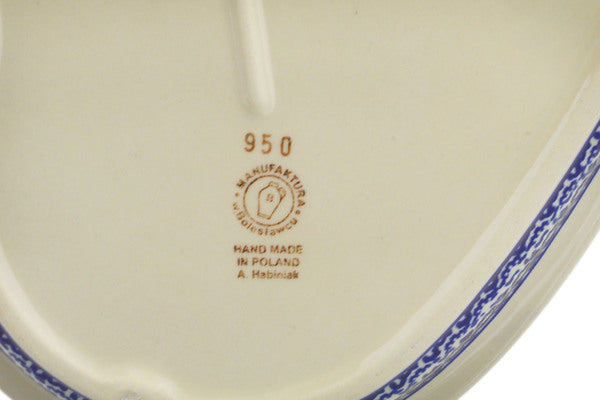 950
MANUFAKTURA
w Bolesławcu
B
HAND MADE
IN POLAND
A. Habiniak